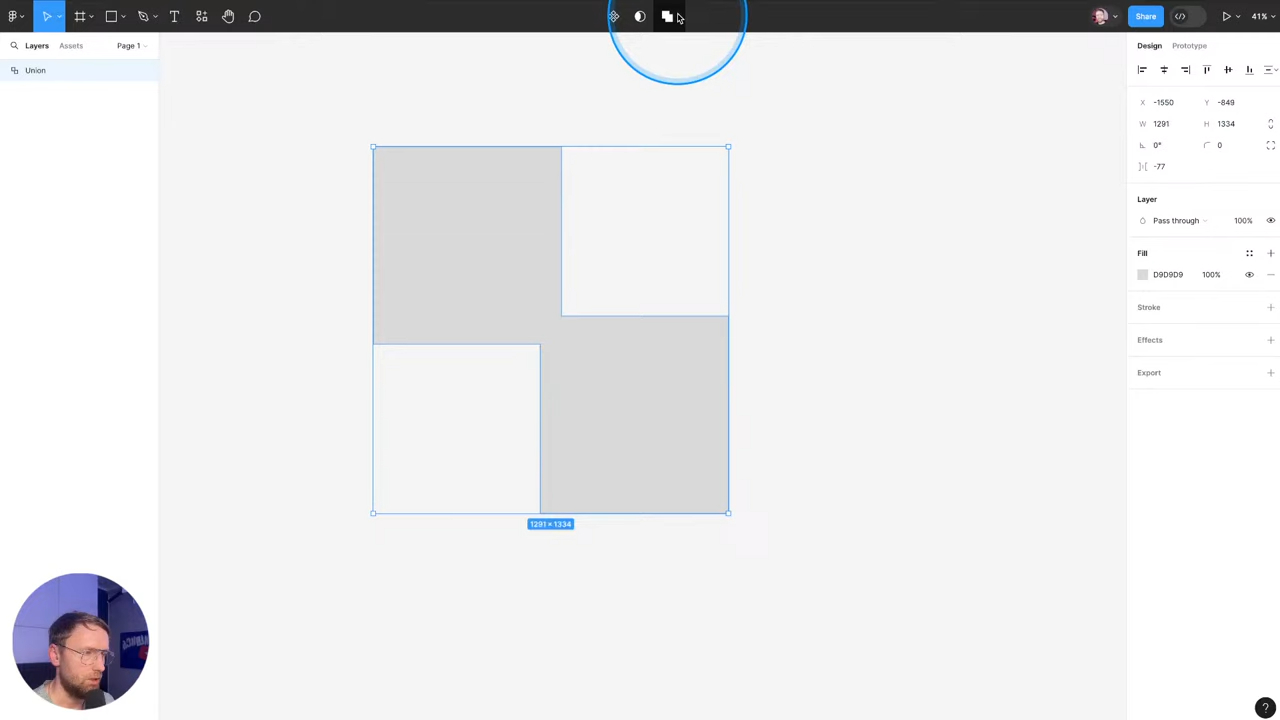 Share
41%
Layers Assets Page 1
Design Prototype
Union
X -1550 Y -849
W 1291 H 1334
0° 0
-77
Layer
Pass through 100%
Fill
D9D9D9 100%
Stroke
Effects
Export
1291 × 1334
?